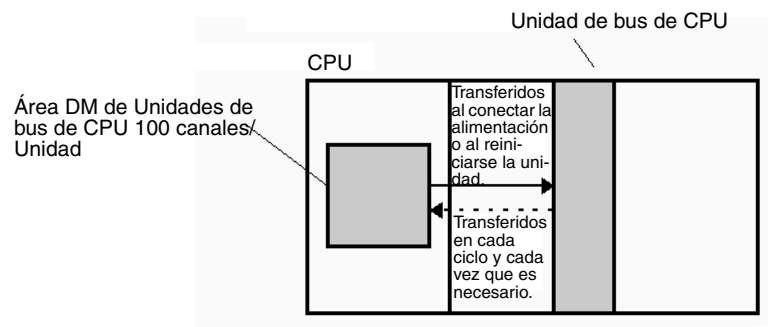 Unidad de bus de CPU
CPU
Área DM de Unidades de
bus de CPU 100 canales/
Unidad
Transferidos
al conectar la
alimentación
o al reini-
ciarse la uni-
dad.
Transferidos
en cada
ciclo y cada
vez que es
necesario.